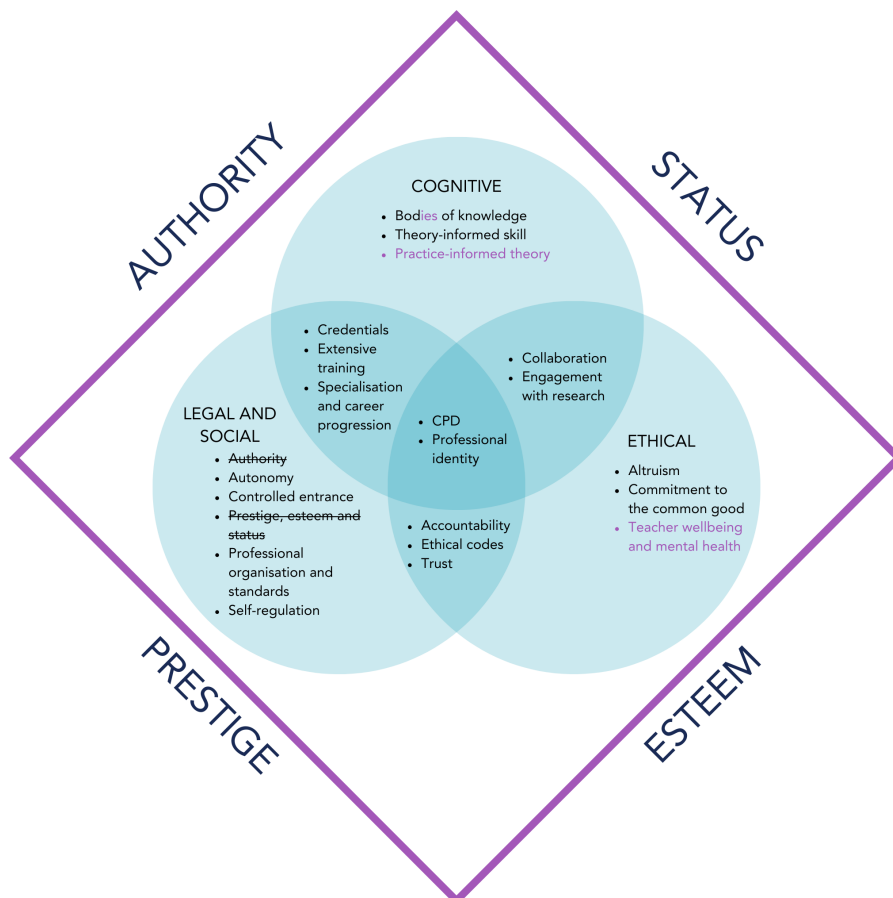 AUTHORITY
STATUS
COGNITIVE
• Bodies of knowledge
• Theory-informed skill
• Practice-informed theory
• Credentials
• Extensive
training
• Specialisation
and career
progression
• Collaboration
• Engagement
with research
• CPD
• Professional
identity
LEGAL AND
SOCIAL
• Authority
• Autonomy
• Controlled entrance
• Prestige, esteem and
status
• Professional
organisation and
standards
• Self-regulation
ETHICAL
• Altruism
• Commitment to
the common good
• Teacher wellbeing
and mental health
• Accountability
• Ethical codes
• Trust
PRESTIGE
ESTEEM